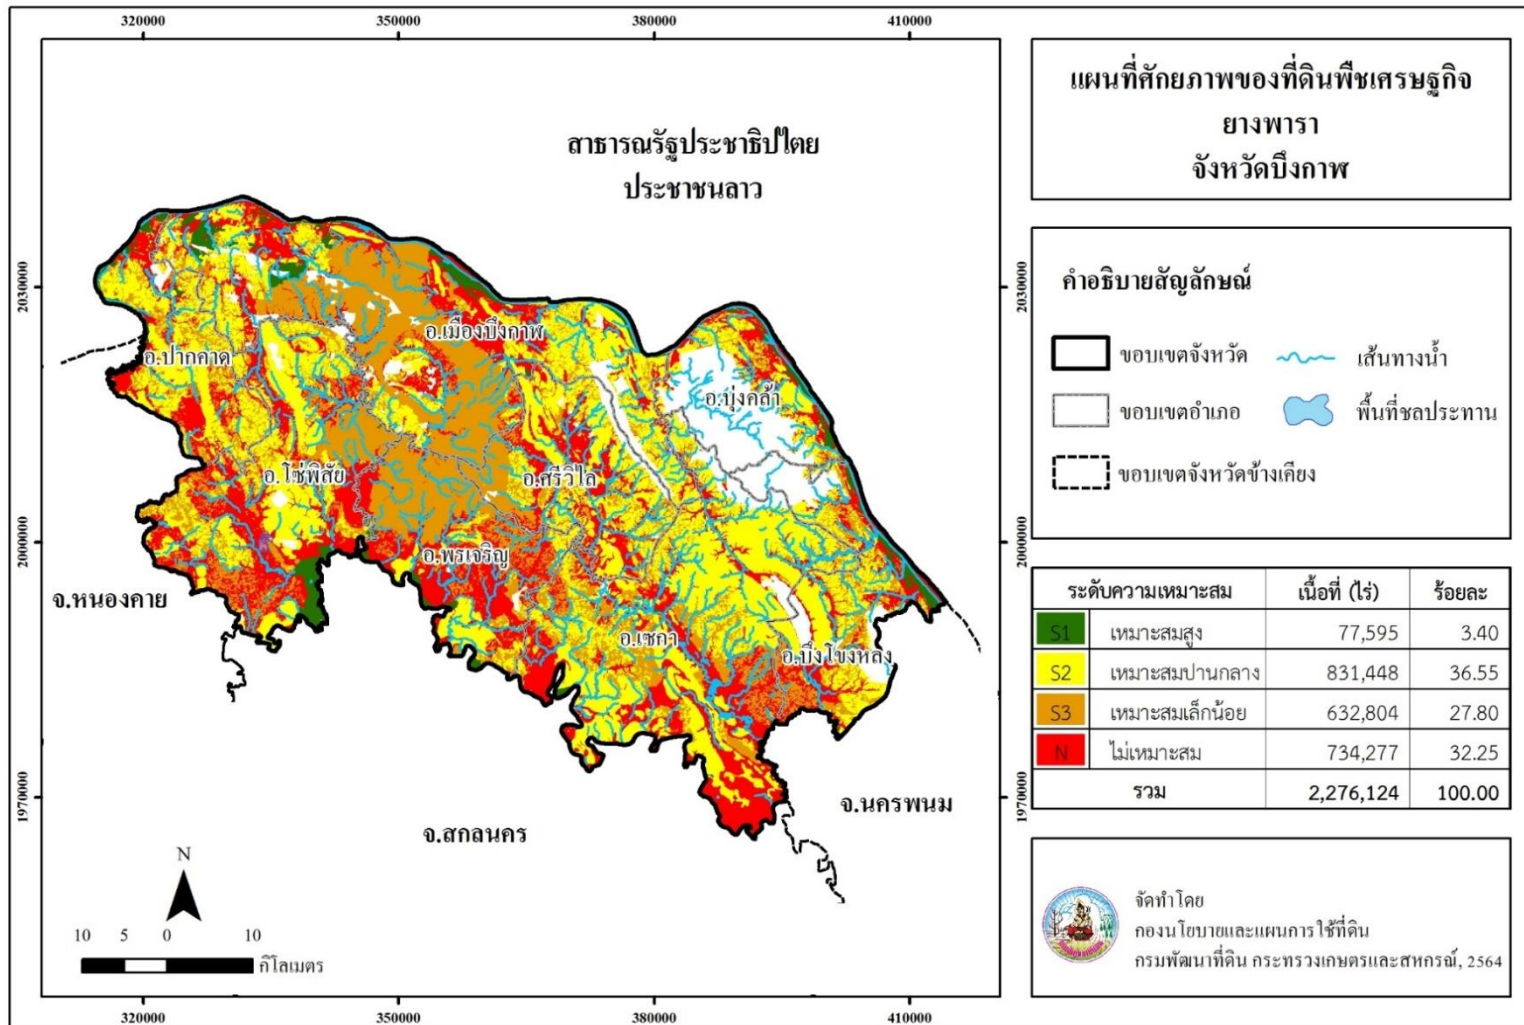 320000 350000 380000 410000
แผนที่ศักยภาพของที่ดินพืชเศรษฐกิจ
ยางพารา
จังหวัดบึงกาฬ
สาธารณรัฐประชาธิปไตย
ประชาชนลาว
2030000
2030000
คำอธิบายสัญลักษณ์
ขอบเขตจังหวัด
เส้นทางน้ำ
ขอบเขตอำเภอ
พื้นที่ชลประทาน
ขอบเขตจังหวัดข้างเคียง
อ.เมืองบึงกาฬ
อ.ปากคาด
อ.บุ่งคล้า
อ.โซ่พิสัย
อ.ศรีวิไล
2000000
2000000
อ.พรเจริญ
จ.หนองคาย
อ.เซกา
อ.บึงโขงหลง
ระดับความเหมาะสม เนื้อที่ (ไร่) ร้อยละ
S1 เหมาะสมสูง 77,595 3.40
S2 เหมาะสมปานกลาง 831,448 36.55
S3 เหมาะสมเล็กน้อย 632,804 27.80
N ไม่เหมาะสม 734,277 32.25
รวม 2,276,124 100.00
1970000
1970000
จ.นครพนม
จ.สกลนคร
N
10 5 0 10
กิโลเมตร
จัดทำโดย
กองนโยบายและแผนการใช้ที่ดิน
กรมพัฒนาที่ดิน กระทรวงเกษตรและสหกรณ์, 2564
320000 350000 380000 410000